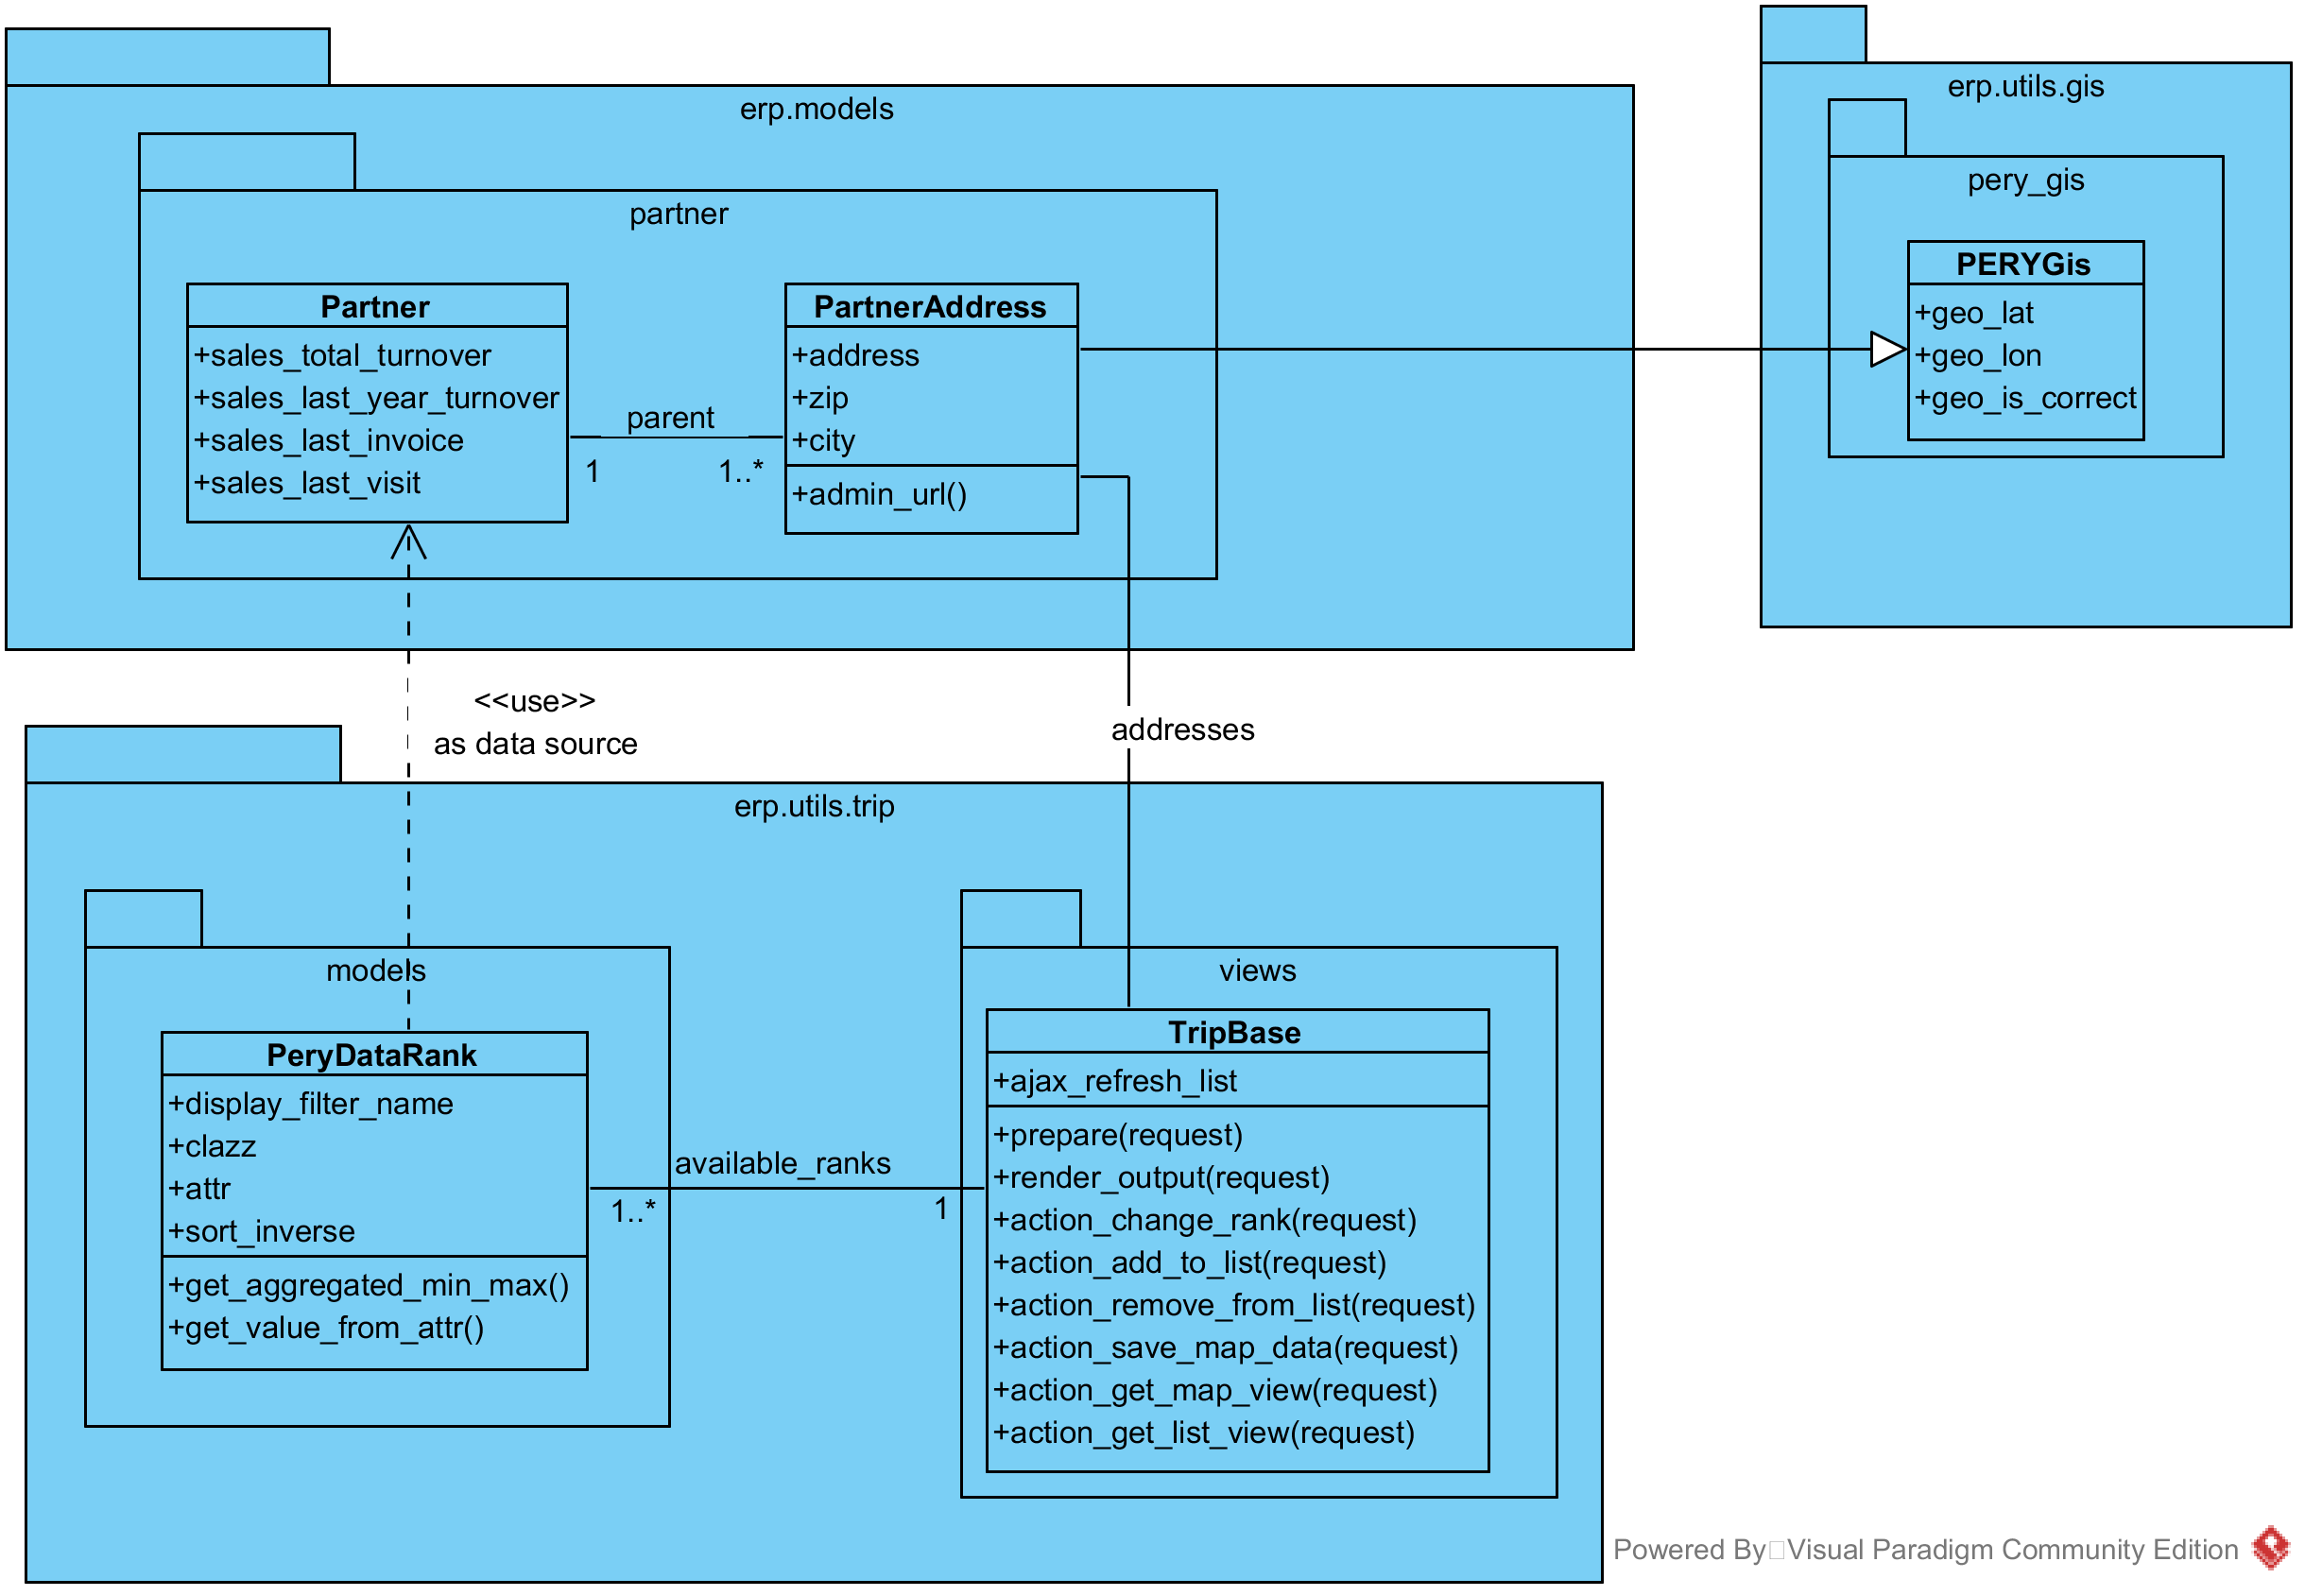 erp.models
partner
Partner
+sales_total_turnover
+sales_last_year_turnover
+sales_last_invoice
+sales_last_visit
parent
1
1..*
PartnerAddress
+address
+zip
+city
+admin_url()
erp.utils.gis
pery_gis
PERYGis
+geo_lat
+geo_lon
+geo_is_correct
<<use>>
as data source
addresses
erp.utils.trip
models
PeryDataRank
+display_filter_name
+clazz
+attr
+sort_inverse
+get_aggregated_min_max()
+get_value_from_attr()
available_ranks
1..*
1
views
TripBase
+ajax_refresh_list
+prepare(request)
+render_output(request)
+action_change_rank(request)
+action_add_to_list(request)
+action_remove_from_list(request)
+action_save_map_data(request)
+action_get_map_view(request)
+action_get_list_view(request)
Powered By Visual Paradigm Community Edition